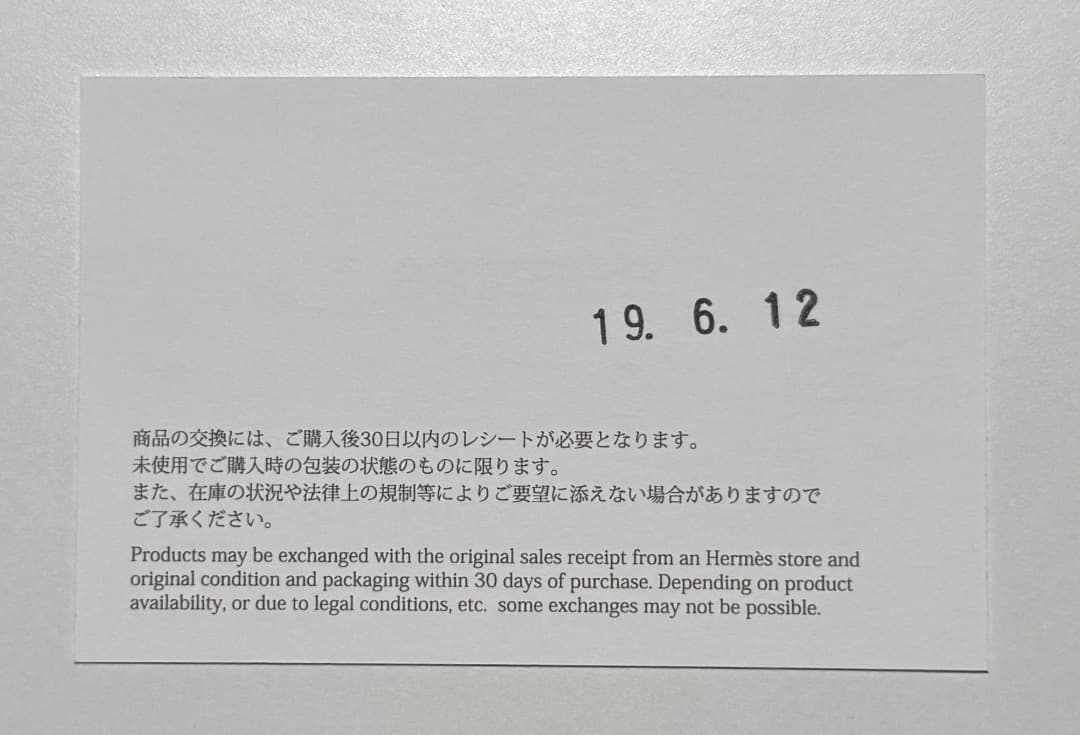 19. 6. 12
商品の交換には、ご購入後30日以内のレシートが必要となります。
未使用でご購入時の包装の状態のものに限ります。
また、在庫の状況や法律上の規制等によりご要望に添えない場合がありますので
ご了承ください。
Products may be exchanged with the original sales receipt from an Hermès store and
original condition and packaging within 30 days of purchase. Depending on product
availability, or due to legal conditions, etc. some exchanges may not be possible.